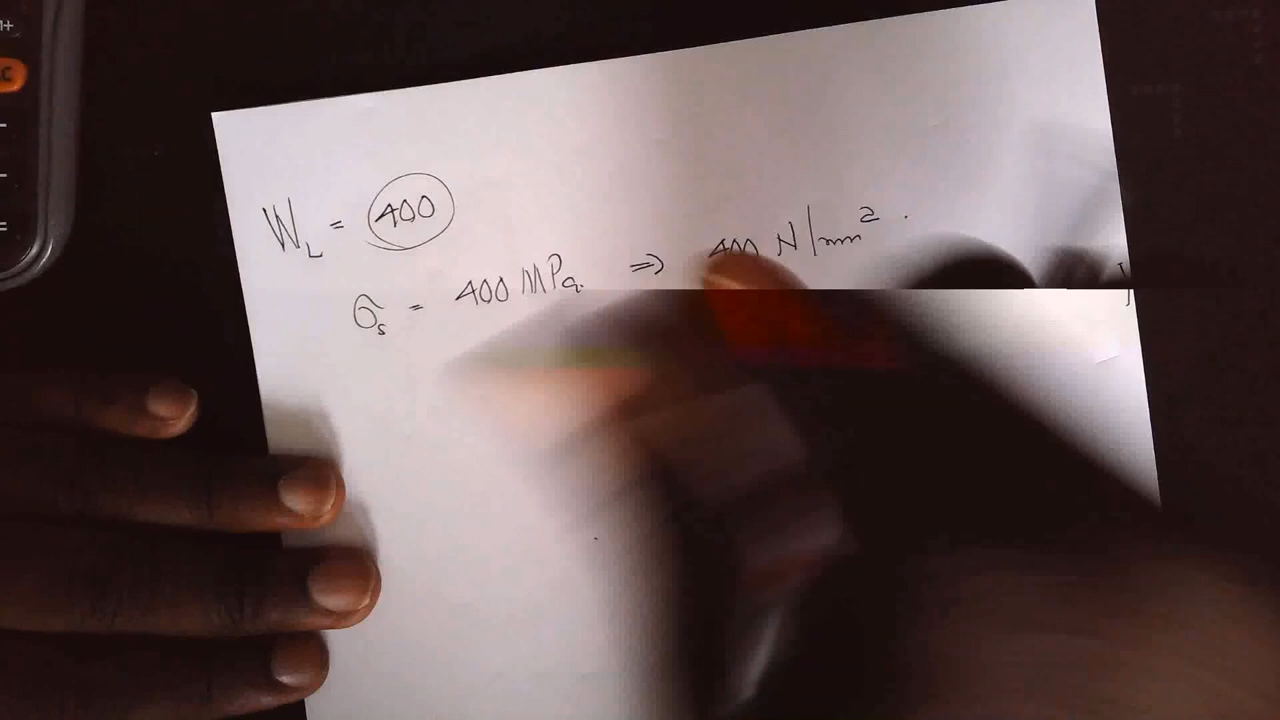 W_L = 400
σ_s = 400 MPa ⇒ 400 N/mm² .
M+